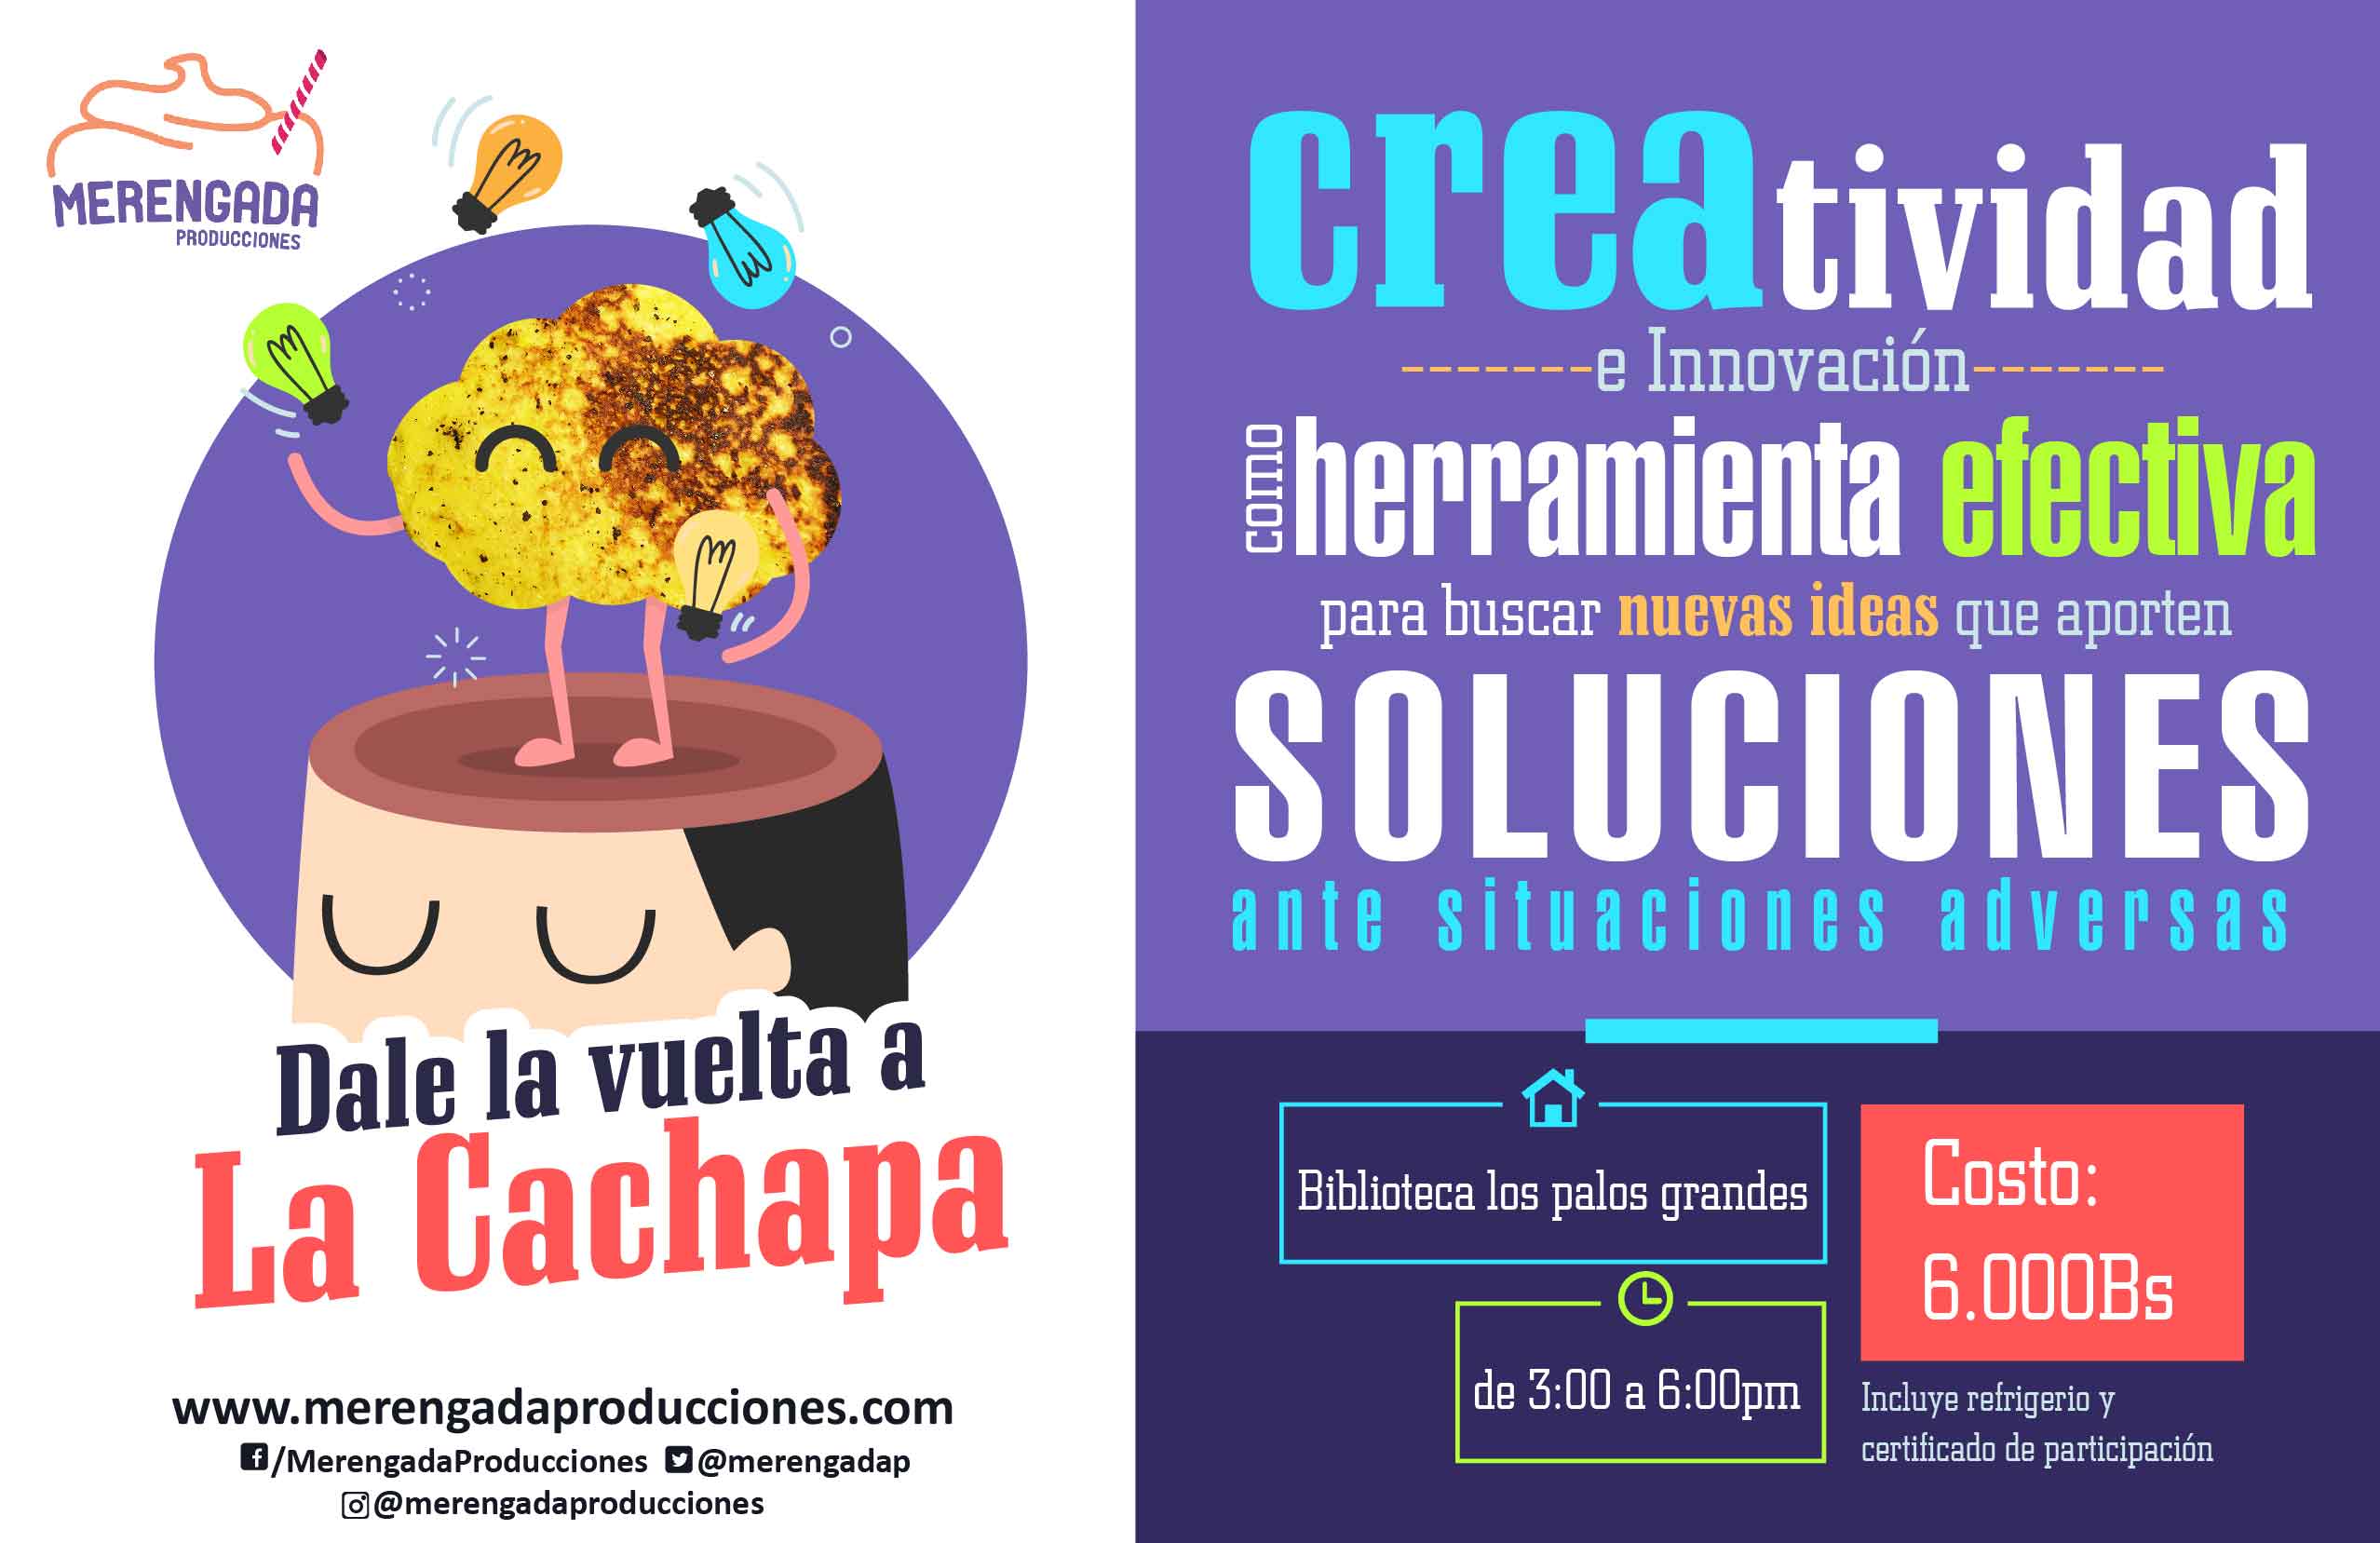 MERENGADA
PRODUCCIONES
Dale la vuelta a
La Cachapa
www.merengadaproducciones.com
/MerengadaProducciones @merengadap
@merengadaproducciones
creatividad
e Innovación
como herramienta efectiva
para buscar nuevas ideas que aporten
SOLUCIONES
ante situaciones adversas
Biblioteca los palos grandes
de 3:00 a 6:00pm
Costo:
6.000Bs
Incluye refrigerio y
certificado de participación